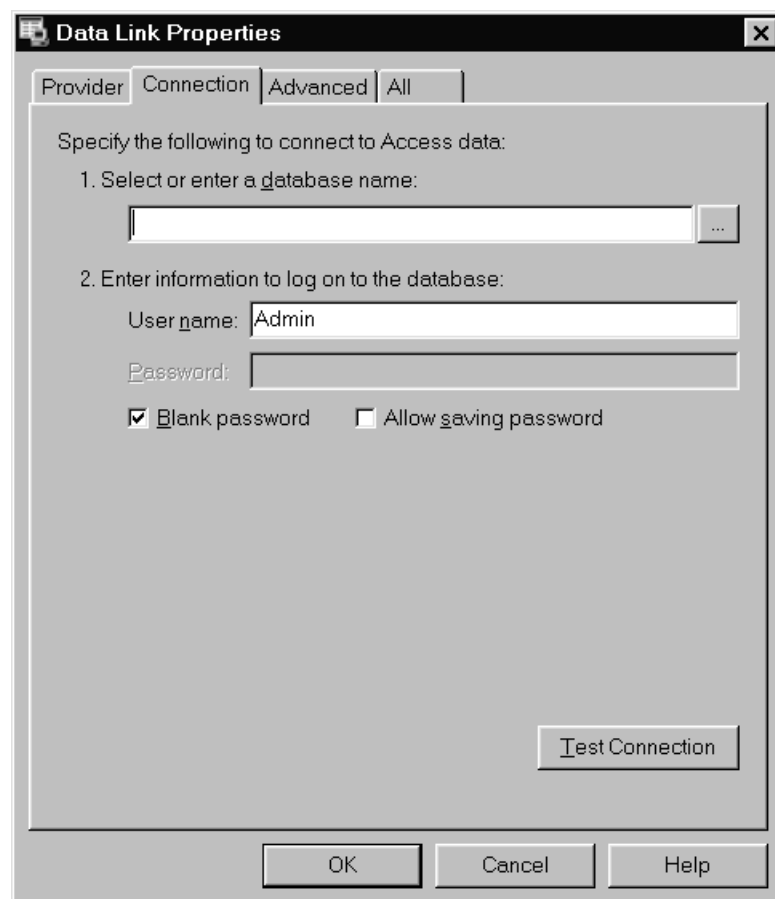 Data Link Properties
Provider Connection Advanced All
Specify the following to connect to Access data:
1. Select or enter a database name:
...
2. Enter information to log on to the database:
User name: Admin
Password:
Blank password Allow saving password
Test Connection
OK Cancel Help